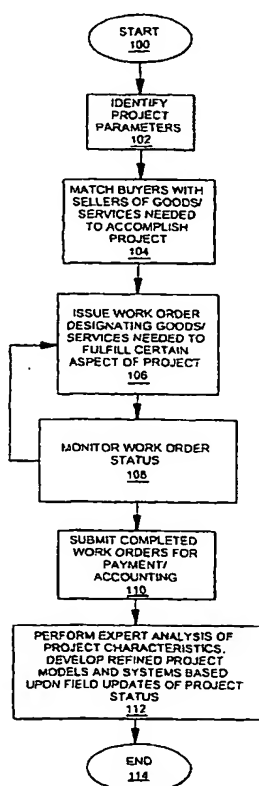 START
100
IDENTIFY
PROJECT
PARAMETERS
102
MATCH BUYERS WITH
SELLERS OF GOODS/
SERVICES NEEDED
TO ACCOMPLISH
PROJECT
104
ISSUE WORK ORDER
DESIGNATING GOODS/
SERVICES NEEDED TO
FULFILL CERTAIN
ASPECT OF PROJECT
106
MONITOR WORK ORDER
STATUS
108
SUBMIT COMPLETED
WORK ORDERS FOR
PAYMENT/
ACCOUNTING
110
PERFORM EXPERT ANALYSIS OF
PROJECT CHARACTERISTICS,
DEVELOP REFINED PROJECT
MODELS AND SYSTEMS BASED
UPON FIELD UPDATES OF PROJECT
STATUS
112
END
114